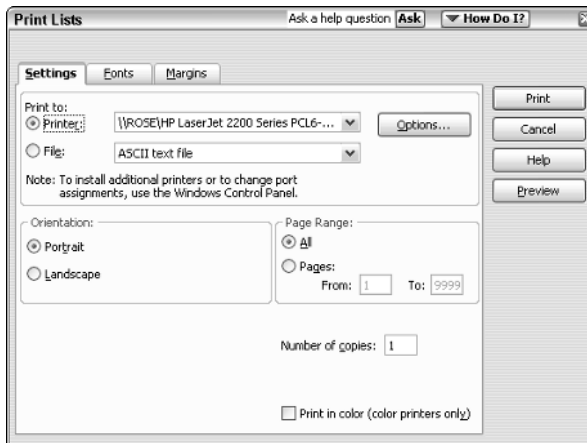 Print Lists
Ask a help question Ask How Do I?
Settings Fonts Margins
Print to:
Printer: \\ROSE\HP LaserJet 2200 Series PCL6-... Options...
File: ASCII text file
Note: To install additional printers or to change port
assignments, use the Windows Control Panel.
Orientation:
Portrait
Landscape
Page Range:
All
Pages:
From: 1 To: 9999
Number of copies: 1
Print in color (color printers only)
Print
Cancel
Help
Preview